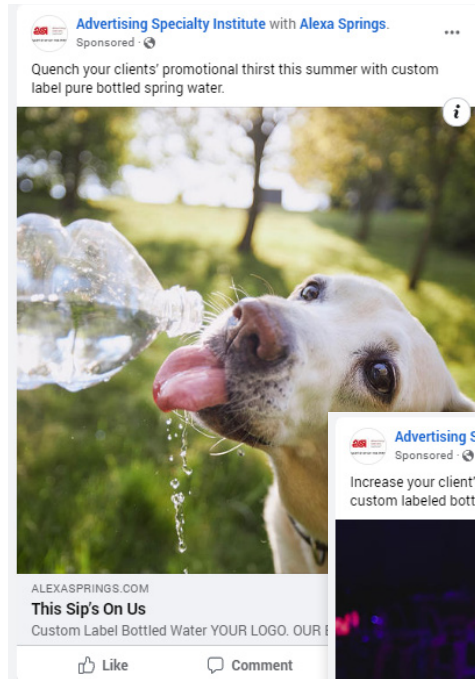 Advertising Specialty Institute with Alexa Springs.
Sponsored ·
Quench your clients' promotional thirst this summer with custom
label pure bottled spring water.
i
ALEXASPRINGS.COM
This Sip's On Us
Custom Label Bottled Water YOUR LOGO. OUR
Like Comment
Advertising S
Sponsored ·
Increase your client'
custom labeled bott